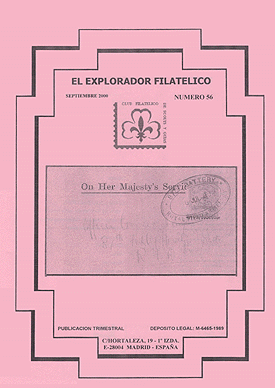 EL EXPLORADOR FILATELICO
SEPTIEMBRE 2000
NUMERO 56
On Her Majesty's Service
PUBLICACION TRIMESTRAL
DEPOSITO LEGAL: M-6465-1989
C/HORTALEZA, 19 - 1º IZDA.
E-28004 MADRID - ESPAÑA